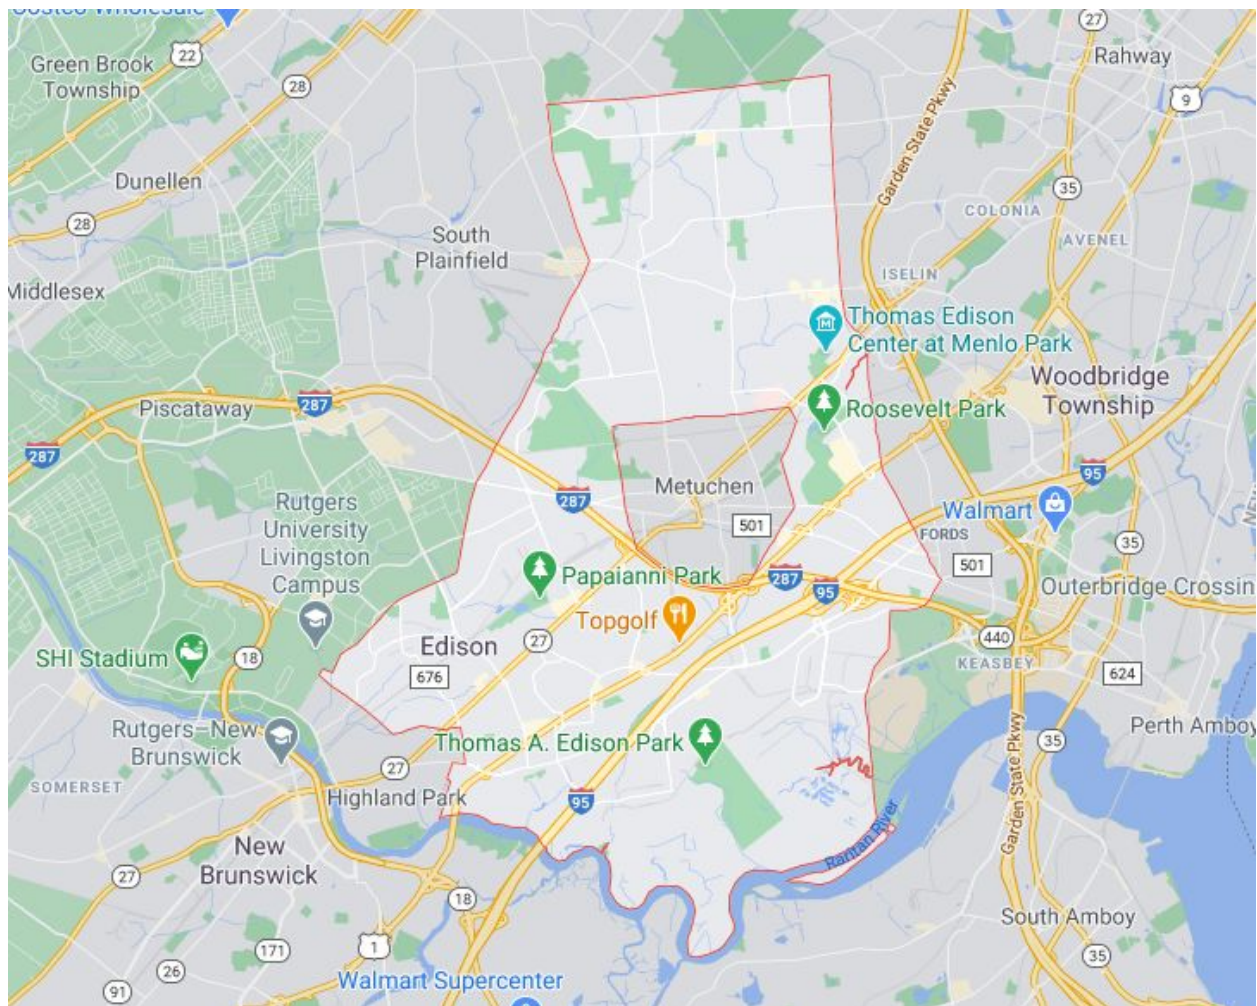 Costco Wholesale
22
27
Rahway
Green Brook
Township
28
9
Garden State Pkwy
Dunellen
35
COLONIA
28
South
Plainfield
AVENEL
Middlesex
ISELIN
Thomas Edison
Center at Menlo Park
Woodbridge
Township
287
Piscataway
Roosevelt Park
287
95
Metuchen
287
Rutgers
University
Livingston
Campus
501
Walmart
FORDS
35
501
Papaianni Park
287
95
Outerbridge Crossin
Topgolf
Edison
27
440
SHI Stadium
18
KEASBEY
676
624
Rutgers–New
Brunswick
Thomas A. Edison Park
Perth Amboy
35
27
SOMERSET
Highland Park
95
Garden State Pkwy
Raritan River
New
Brunswick
27
18
South Amboy
1
171
35
26
91
Walmart Supercenter